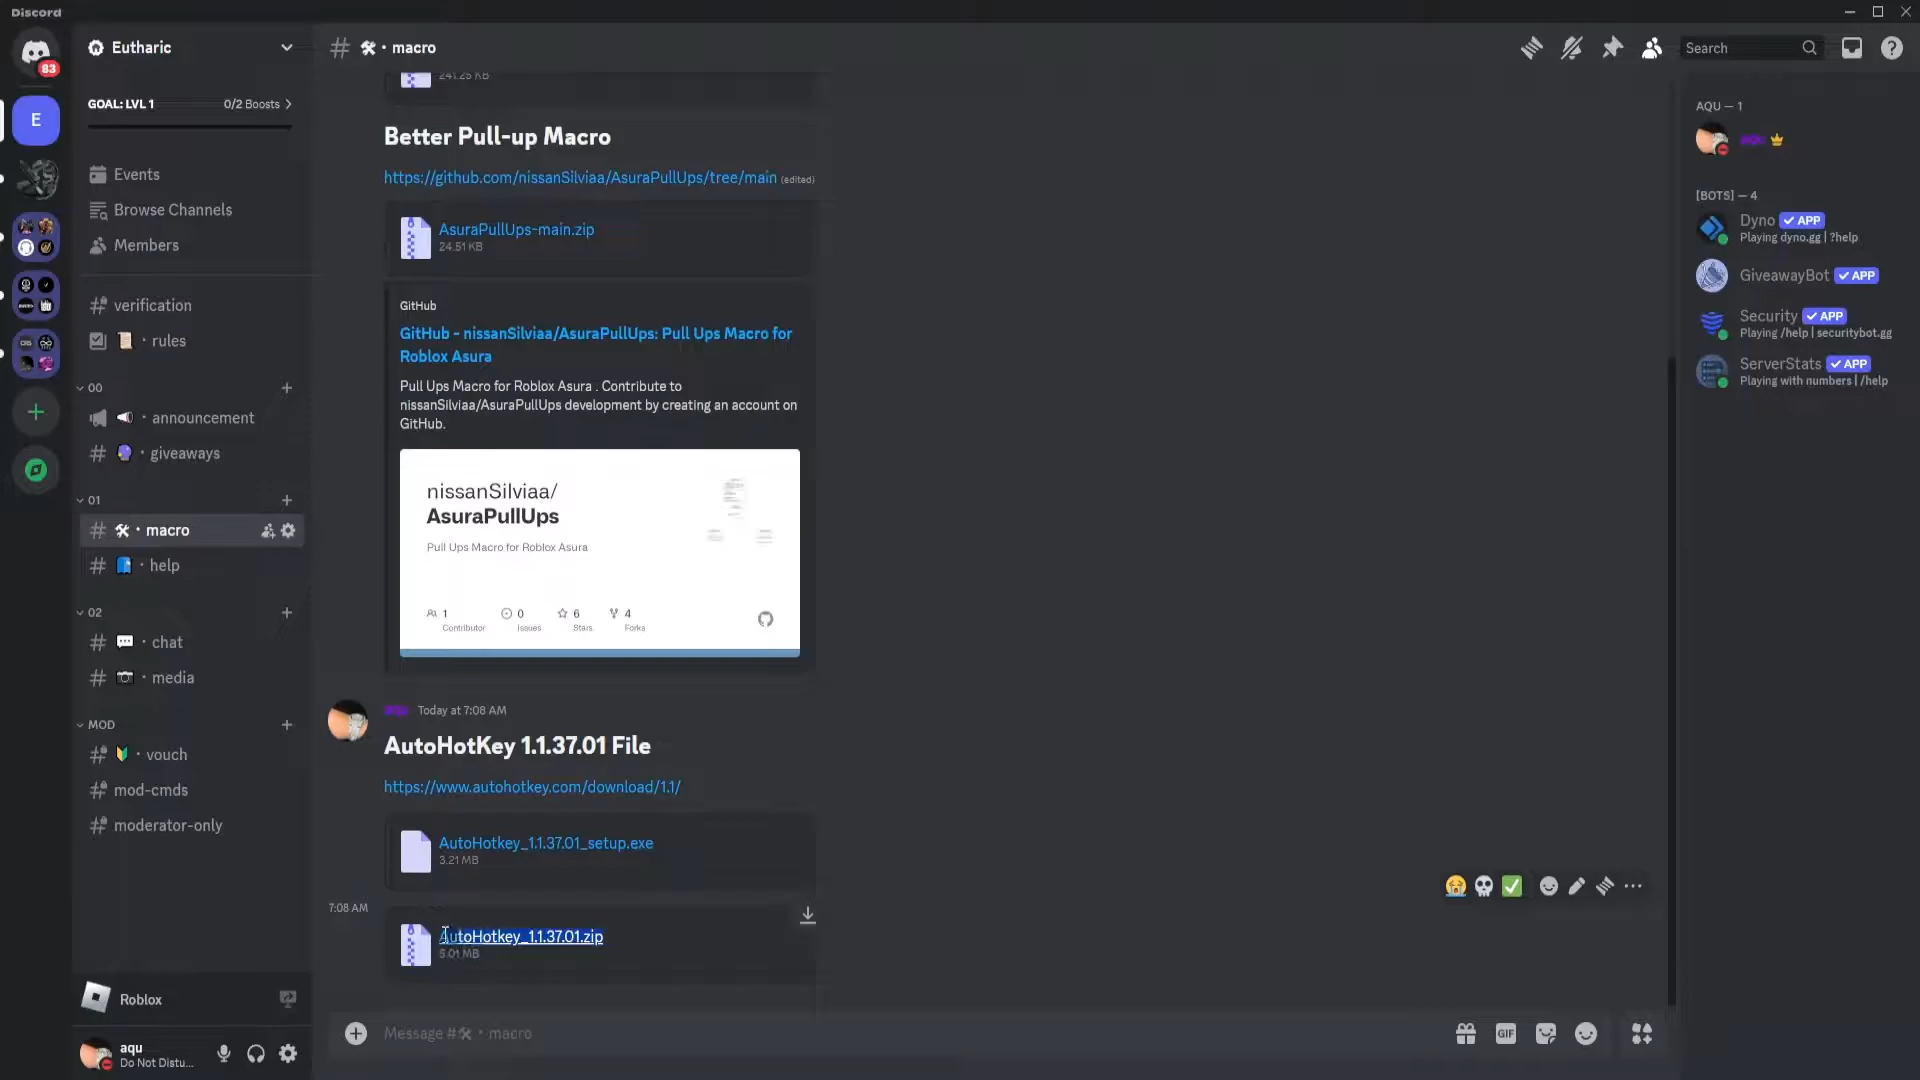 Discord
83
E
Eutharic
GOAL: LVL 1
0/2 Boosts
Events
Browse Channels
Members
verification
rules
00
announcement
giveaways
01
macro
help
02
chat
media
MOD
vouch
mod-cmds
moderator-only
Roblox
aqu
Do Not Distu...
# • macro
Search
241.25 KB
Better Pull-up Macro
https://github.com/nissanSilviaa/AsuraPullUps/tree/main (edited)
AsuraPullUps-main.zip
24.51 KB
GitHub
GitHub - nissanSilviaa/AsuraPullUps: Pull Ups Macro for
Roblox Asura
Pull Ups Macro for Roblox Asura . Contribute to
nissanSilviaa/AsuraPullUps development by creating an account on
GitHub.
nissanSilviaa/
AsuraPullUps
Pull Ups Macro for Roblox Asura
1
Contributor
0
Issues
6
Stars
4
Forks
aqu Today at 7:08 AM
AutoHotKey 1.1.37.01 File
https://www.autohotkey.com/download/1.1/
AutoHotkey_1.1.37.01_setup.exe
3.21 MB
7:08 AM
AutoHotkey_1.1.37.01.zip
5.01 MB
Message # • macro
GIF
AQU — 1
aqu
[BOTS] — 4
Dyno APP
Playing dyno.gg | ?help
GiveawayBot APP
Security APP
Playing /help | securitybot.gg
ServerStats APP
Playing with numbers | /help